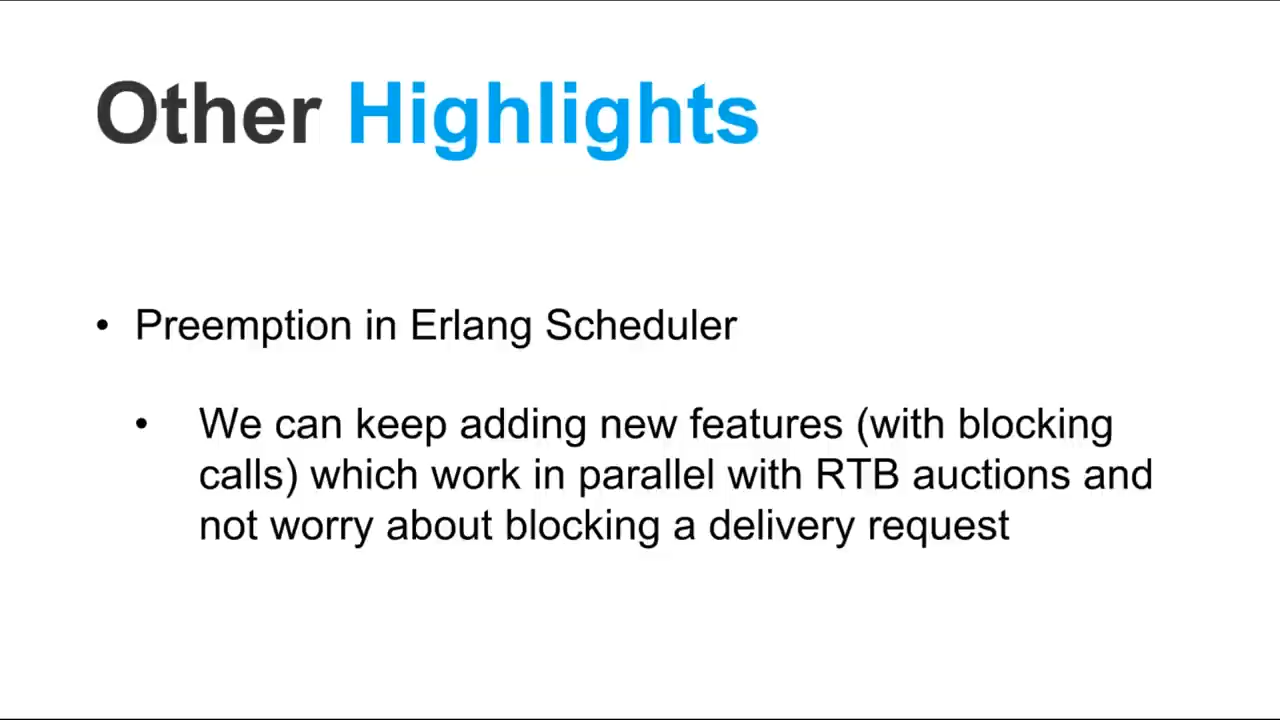 Other Highlights
• Preemption in Erlang Scheduler
• We can keep adding new features (with blocking
calls) which work in parallel with RTB auctions and
not worry about blocking a delivery request